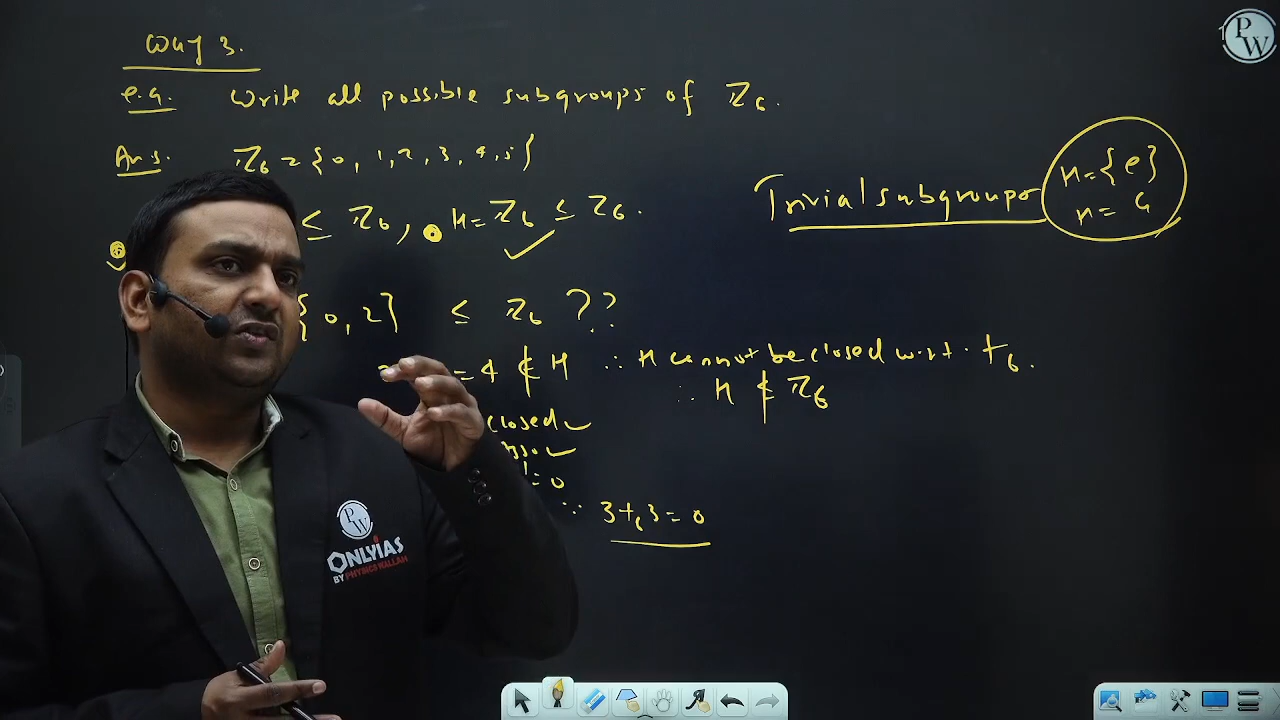 Way 3.
PW
e.g. Write all possible subgroups of ℤ₆.
Ans. ℤ₆ = {0, 1, 2, 3, 4, 5}
Trivial subgroups H = {e}
H = G
≤ ℤ₆, H = ℤ₆ ≤ ℤ₆.
{0, 2} ≤ ℤ₆ ??
= 4 ∉ H ∴ H cannot be closed w.r.t. +₆.
∴ H ≰ ℤ₆
closed ✓
✓
= 0
∵ 3 +₆ 3 = 0
PW
ONLYIAS
BY PHYSICS WALLAH